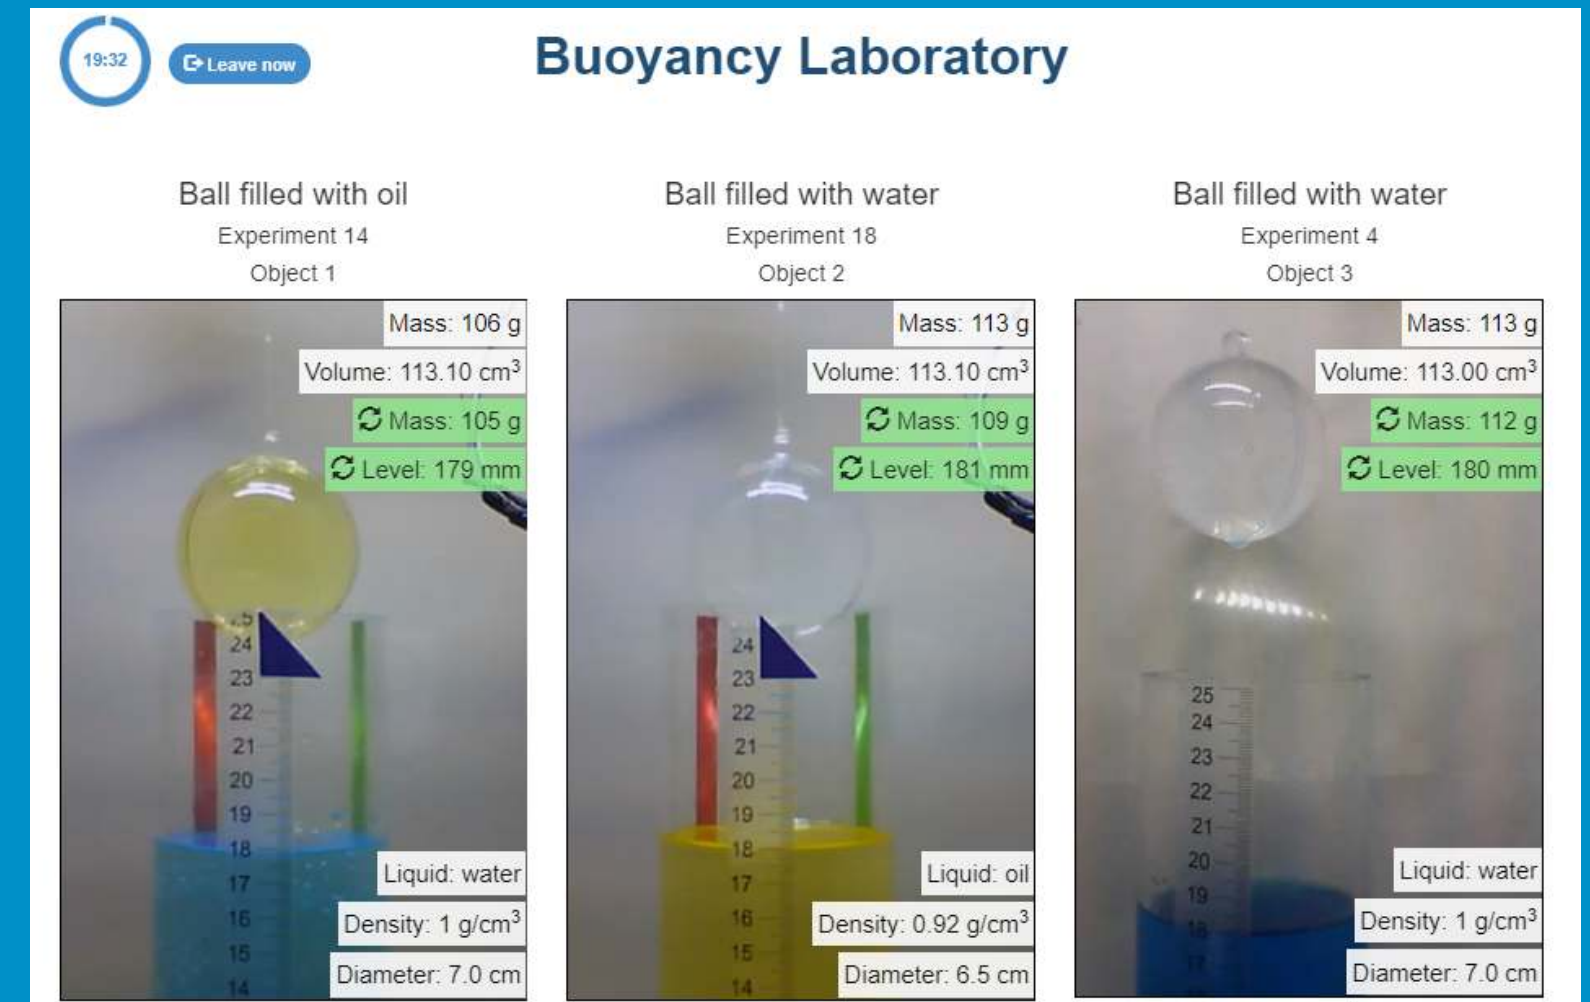 19:32
Leave now
Buoyancy Laboratory
Ball filled with oil
Experiment 14
Object 1
Mass: 106 g
Volume: 113.10 cm³
Mass: 105 g
Level: 179 mm
24
23
22
21
20
19
18
17
16
15
14
Liquid: water
Density: 1 g/cm³
Diameter: 7.0 cm
Ball filled with water
Experiment 18
Object 2
Mass: 113 g
Volume: 113.10 cm³
Mass: 109 g
Level: 181 mm
24
23
22
21
20
19
18
17
16
15
14
Liquid: oil
Density: 0.92 g/cm³
Diameter: 6.5 cm
Ball filled with water
Experiment 4
Object 3
Mass: 113 g
Volume: 113.00 cm³
Mass: 112 g
Level: 180 mm
25
24
23
22
21
20
19
18
17
Liquid: water
Density: 1 g/cm³
Diameter: 7.0 cm